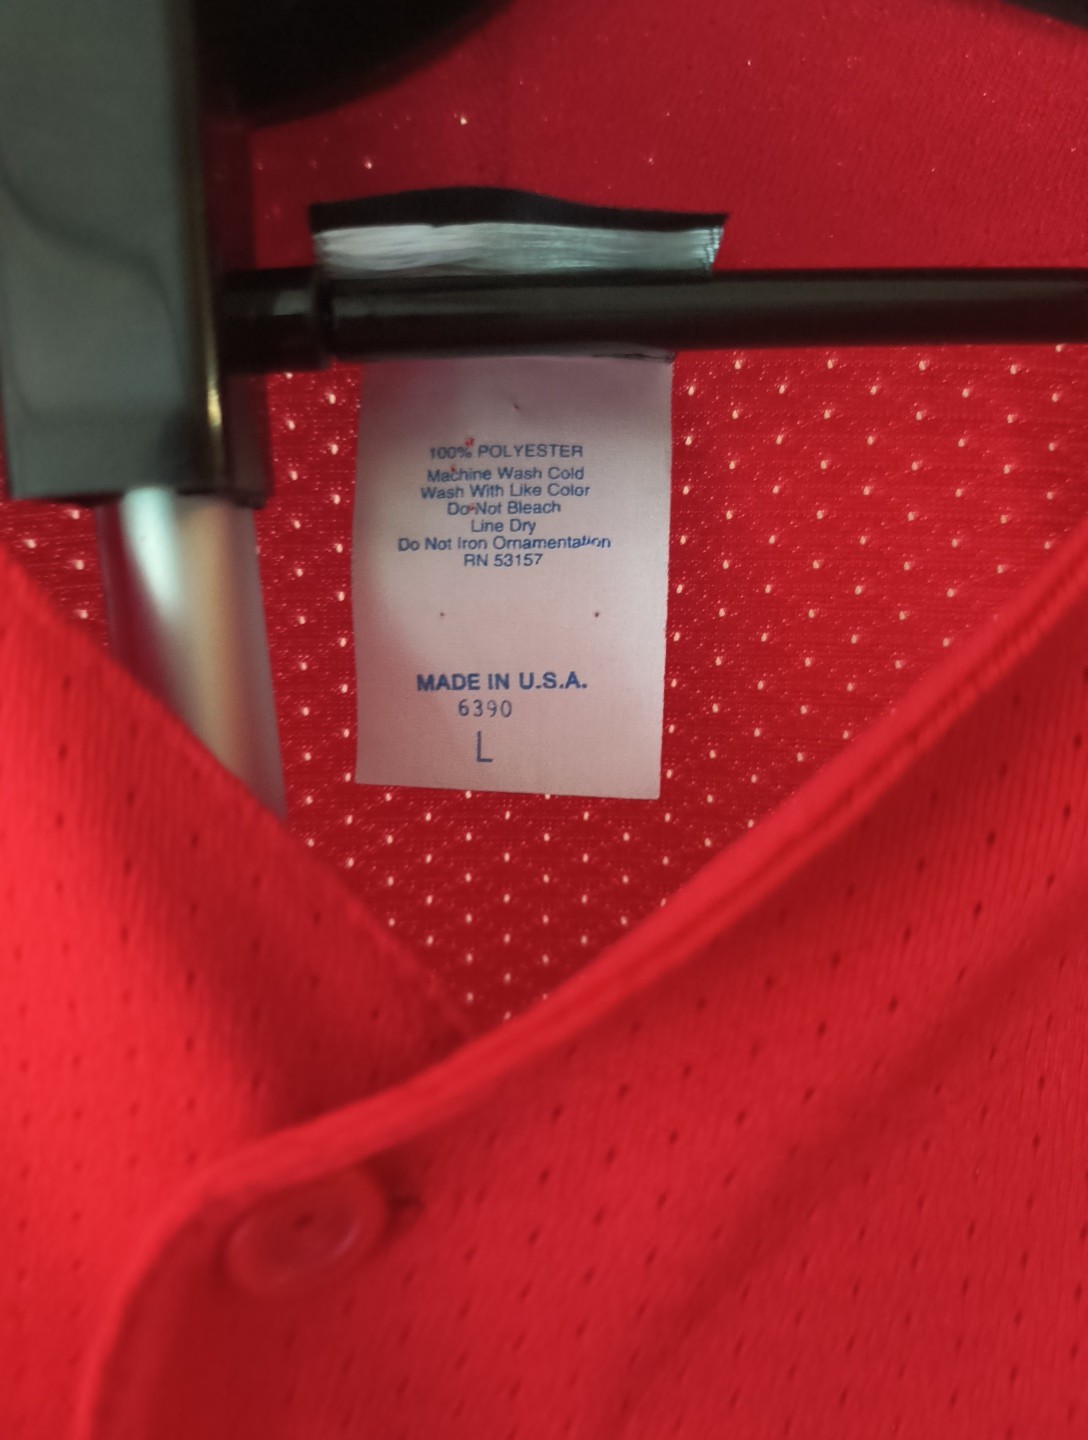 100% POLYESTER
Machine Wash Cold
Wash With Like Color
Do Not Bleach
Line Dry
Do Not Iron Ornamentation
RN 53157
MADE IN U.S.A.
6390
L